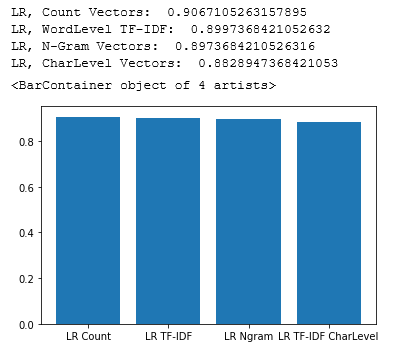 LR, Count Vectors:  0.9067105263157895
LR, WordLevel TF-IDF:  0.8997368421052632
LR, N-Gram Vectors:  0.8973684210526316
LR, CharLevel Vectors:  0.8828947368421053
<BarContainer object of 4 artists>
0.8
0.6
0.4
0.2
0.0
LR Count LR TF-IDF LR Ngram LR TF-IDF CharLevel